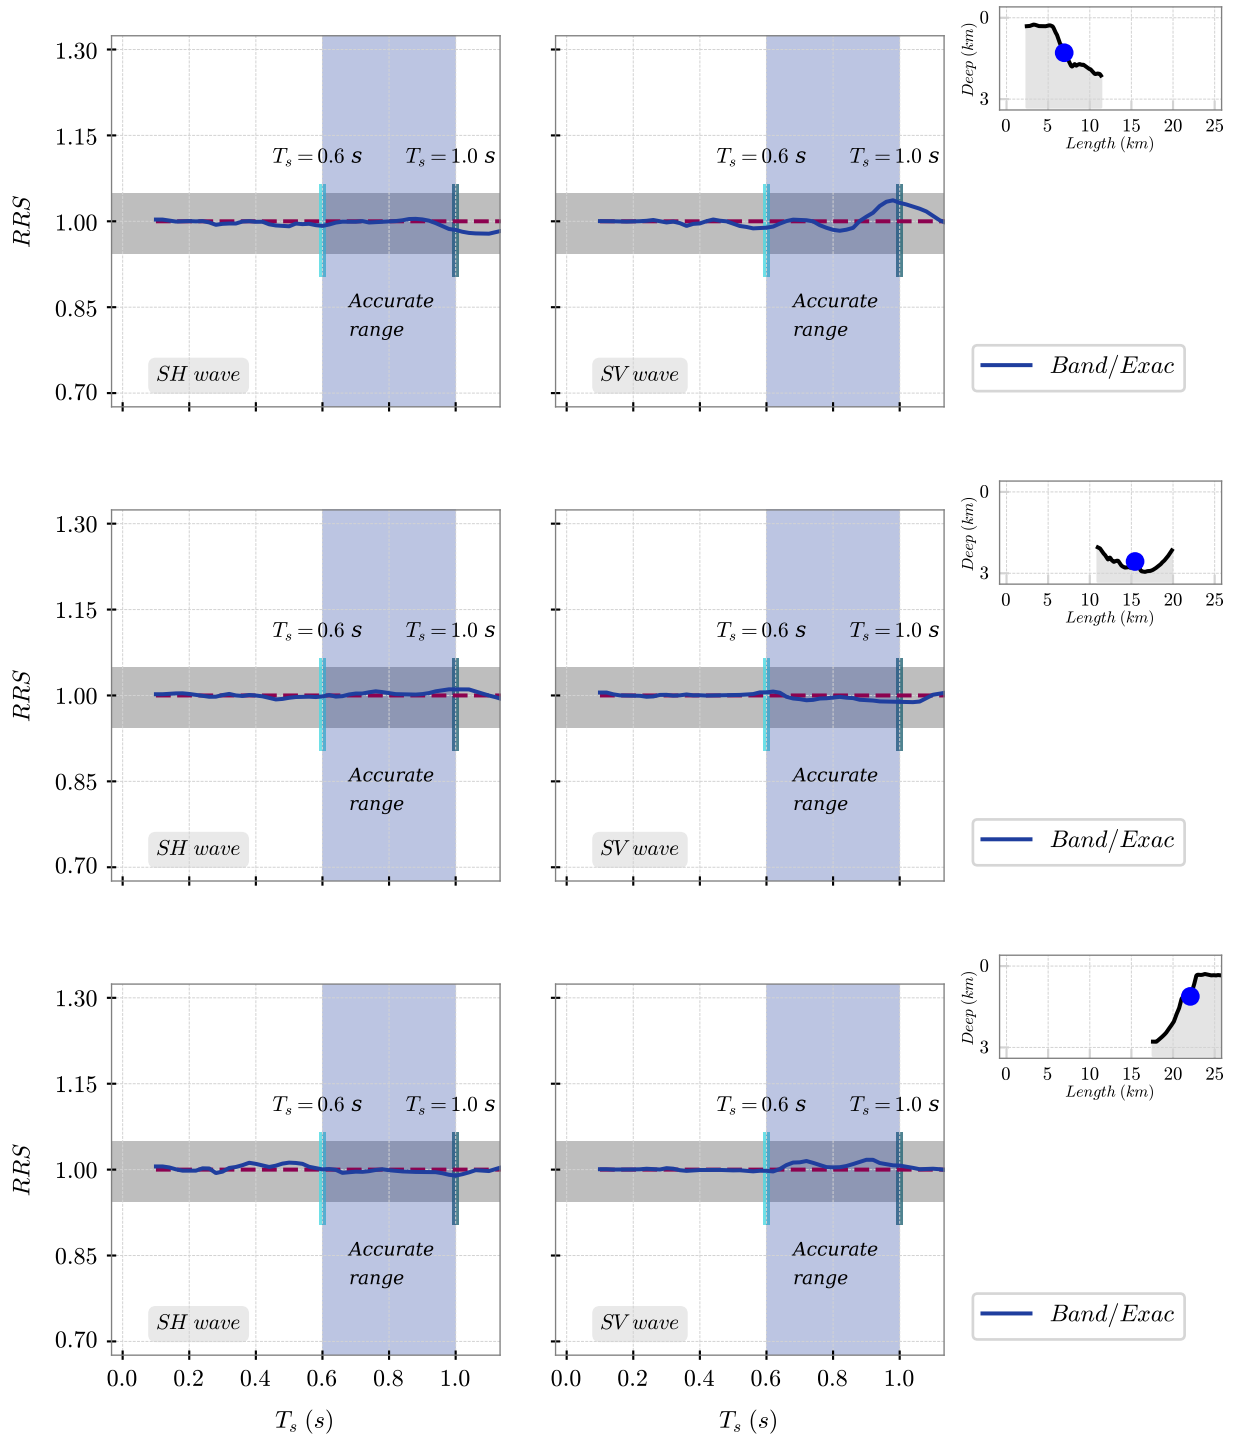 1.30
1.15
1.00
0.85
0.70
RRS
T_s = 0.6 s
T_s = 1.0 s
Accurate
range
SH wave
T_s = 0.6 s
T_s = 1.0 s
Accurate
range
SV wave
0
3
Deep (km)
0 5 10 15 20 25
Length (km)
Band/Exac
1.30
1.15
1.00
0.85
0.70
RRS
T_s = 0.6 s
T_s = 1.0 s
Accurate
range
SH wave
T_s = 0.6 s
T_s = 1.0 s
Accurate
range
SV wave
0
3
Deep (km)
0 5 10 15 20 25
Length (km)
Band/Exac
1.30
1.15
1.00
0.85
0.70
RRS
T_s = 0.6 s
T_s = 1.0 s
Accurate
range
SH wave
0.0 0.2 0.4 0.6 0.8 1.0
T_s (s)
T_s = 0.6 s
T_s = 1.0 s
Accurate
range
SV wave
0.0 0.2 0.4 0.6 0.8 1.0
T_s (s)
0
3
Deep (km)
0 5 10 15 20 25
Length (km)
Band/Exac